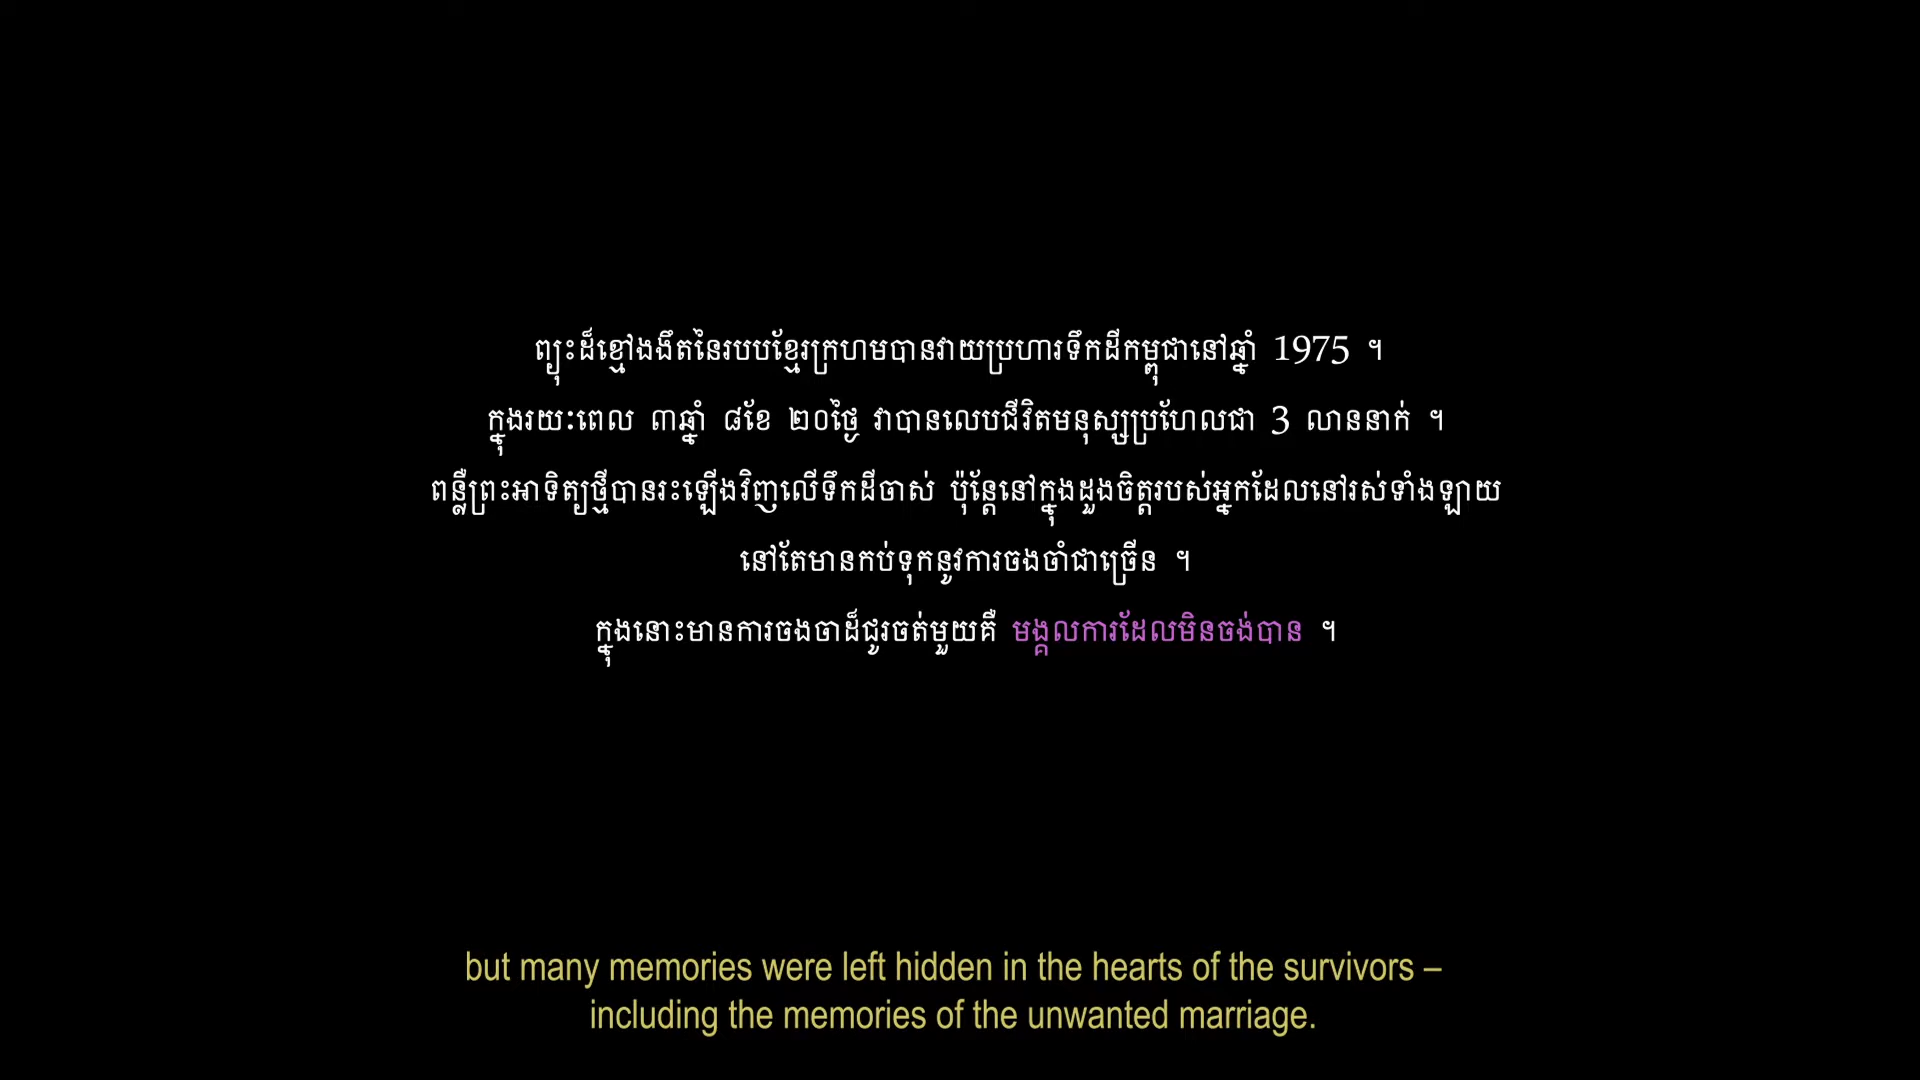 ព្យុះដ៏ខ្មៅងងឹតនៃរបបខ្មែរក្រហមបានវាយប្រហារទឹកដីកម្ពុជានៅឆ្នាំ 1975 ។
ក្នុងរយៈពេល ៣ឆ្នាំ ៨ខែ ២០ថ្ងៃ វាបានលេបជីវិតមនុស្សប្រហែលជា 3 លាននាក់ ។
ពន្លឺព្រះអាទិត្យថ្មីបានរះឡើងវិញលើទឹកដីចាស់ ប៉ុន្តែនៅក្នុងដួងចិត្តរបស់អ្នកដែលនៅរស់ទាំងឡាយ
នៅតែមានកប់ទុកនូវការចងចាំជាច្រើន ។
ក្នុងនោះមានការចងចាដ៏ជូរចត់មួយគឺ មង្គលការដែលមិនចង់បាន ។
but many memories were left hidden in the hearts of the survivors –
including the memories of the unwanted marriage.